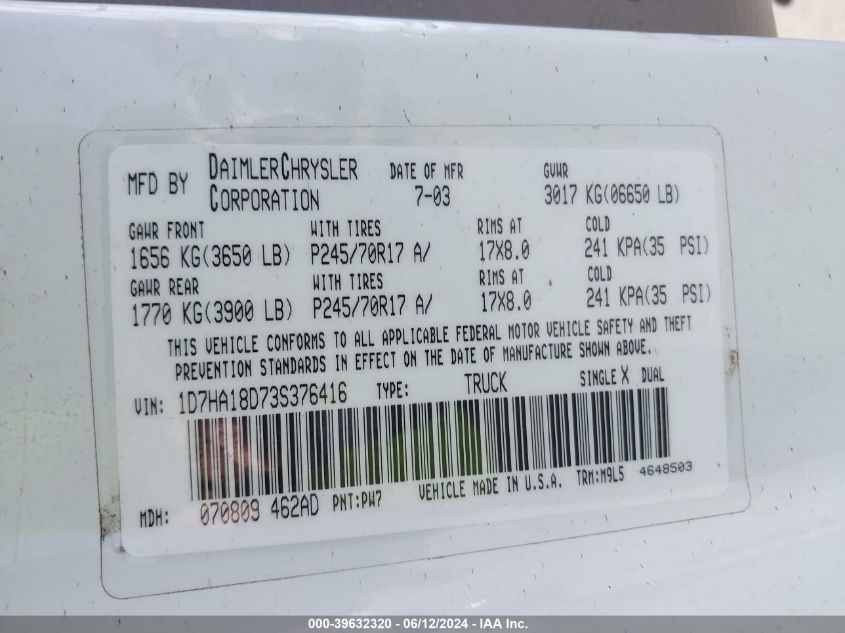 MFD BY DAIMLERCHRYSLER CORPORATION DATE OF MFR 7-03 GVWR 3017 KG(06650 LB)
GAWR FRONT WITH TIRES RIMS AT COLD
1656 KG(3650 LB) P245/70R17 A/ 17X8.0 241 KPA(35 PSI)
GAWR REAR WITH TIRES RIMS AT COLD
1770 KG(3900 LB) P245/70R17 A/ 17X8.0 241 KPA(35 PSI)
THIS VEHICLE CONFORMS TO ALL APPLICABLE FEDERAL MOTOR VEHICLE SAFETY AND THEFT
PREVENTION STANDARDS IN EFFECT ON THE DATE OF MANUFACTURE SHOWN ABOVE.
VIN: 1D7HA18D73S376416 TYPE: TRUCK SINGLE X DUAL
MDH: 070809 462AD PNT:PW7 VEHICLE MADE IN U.S.A. TRM:M9L5 4648503
000-39632320 - 06/12/2024 - IAAI Inc.